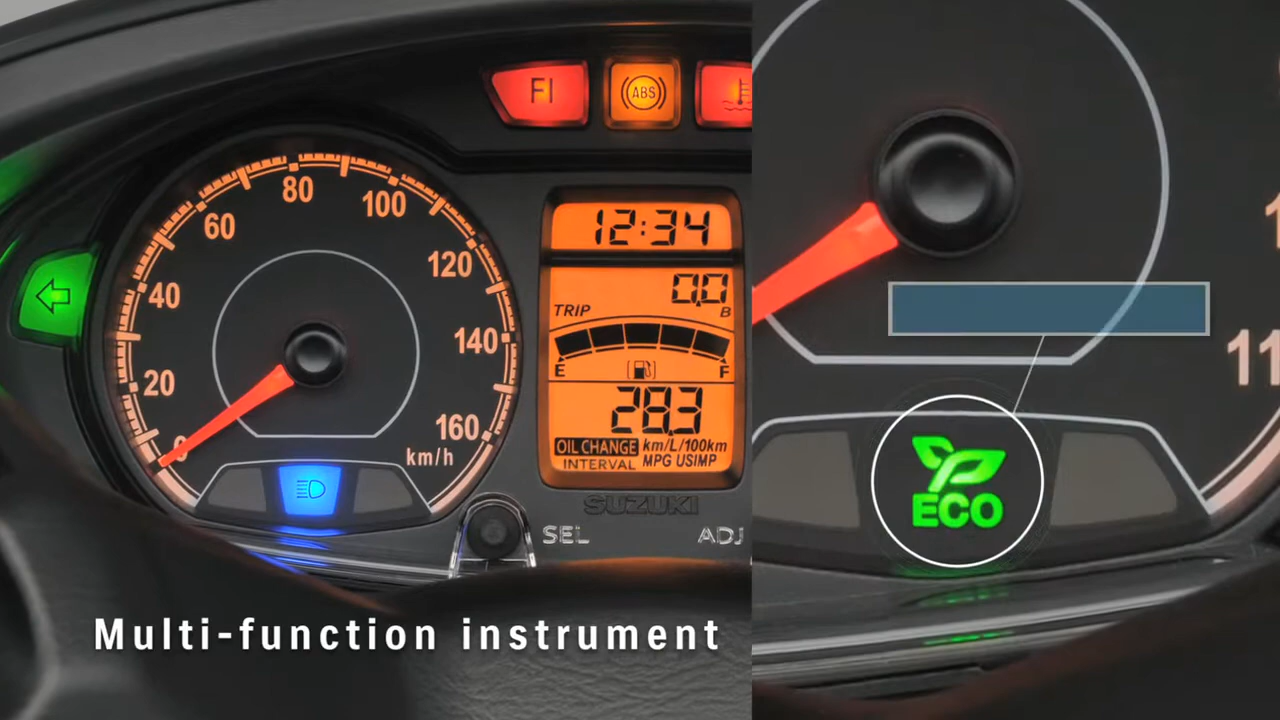 FI
ABS
80
60
100
120
40
140
20
160
0
km/h
12:34
0.0
TRIP B
E F
28.3
OIL CHANGE km/L/100km
INTERVAL MPG USIMP
SUZUKI
SEL ADJ
Multi-function instrument
11
ECO